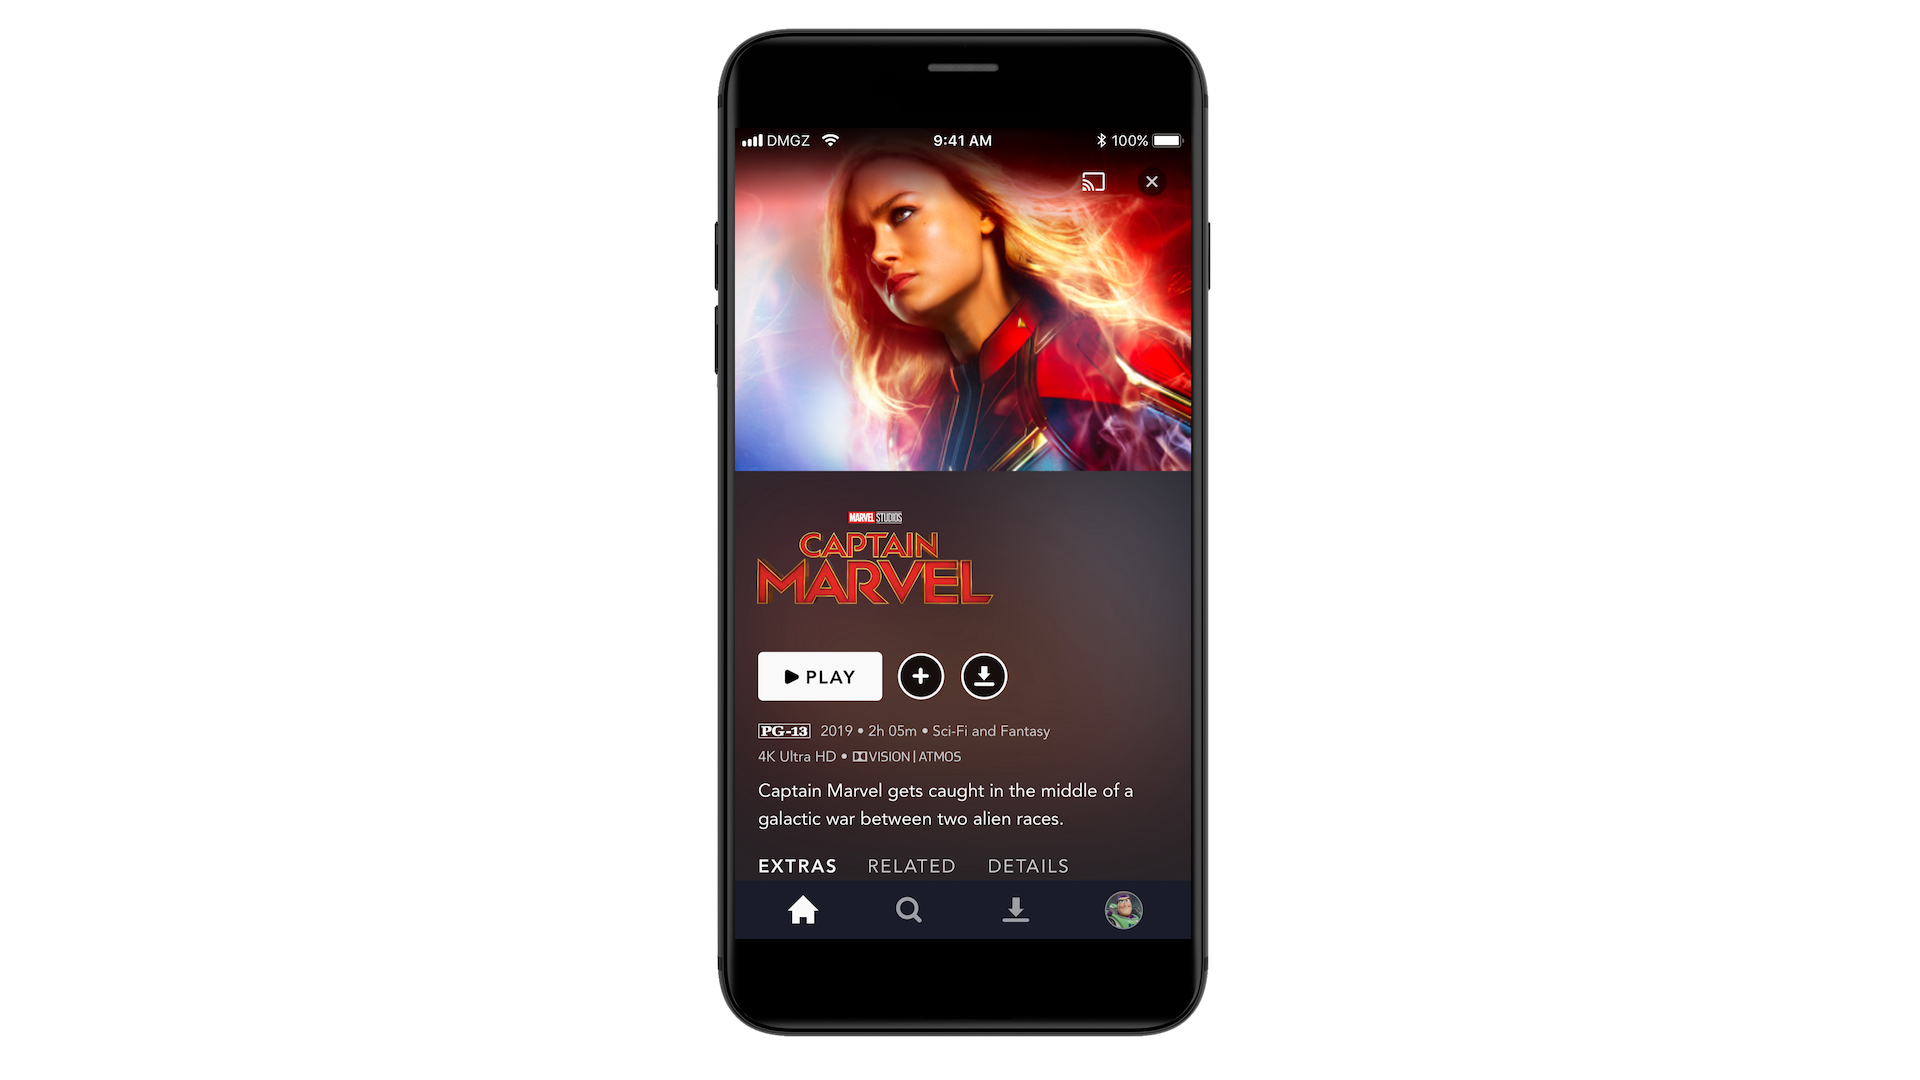 DMGZ 9:41 AM 100%
MARVEL STUDIOS
CAPTAIN
MARVEL
PLAY
PG-13 2019 • 2h 05m • Sci-Fi and Fantasy
4K Ultra HD • VISION | ATMOS
Captain Marvel gets caught in the middle of a
galactic war between two alien races.
EXTRAS RELATED DETAILS